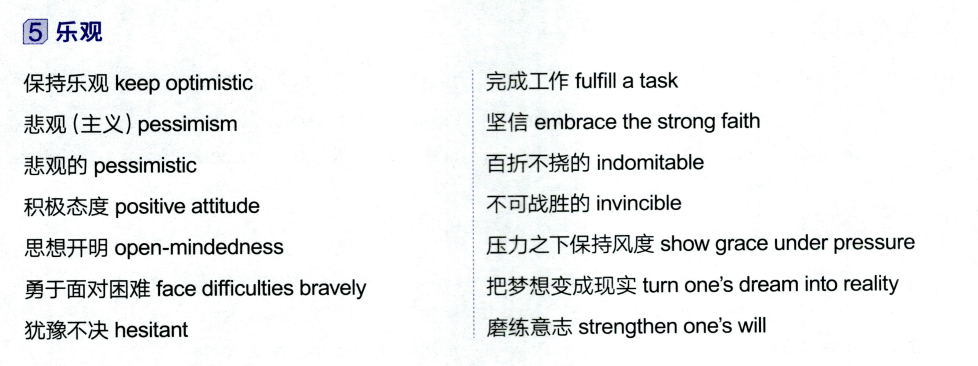 5 乐观
保持乐观 keep optimistic
悲观(主义) pessimism
悲观的 pessimistic
积极态度 positive attitude
思想开明 open-mindedness
勇于面对困难 face difficulties bravely
犹豫不决 hesitant
完成工作 fulfill a task
坚信 embrace the strong faith
百折不挠的 indomitable
不可战胜的 invincible
压力之下保持风度 show grace under pressure
把梦想变成现实 turn one's dream into reality
磨练意志 strengthen one's will